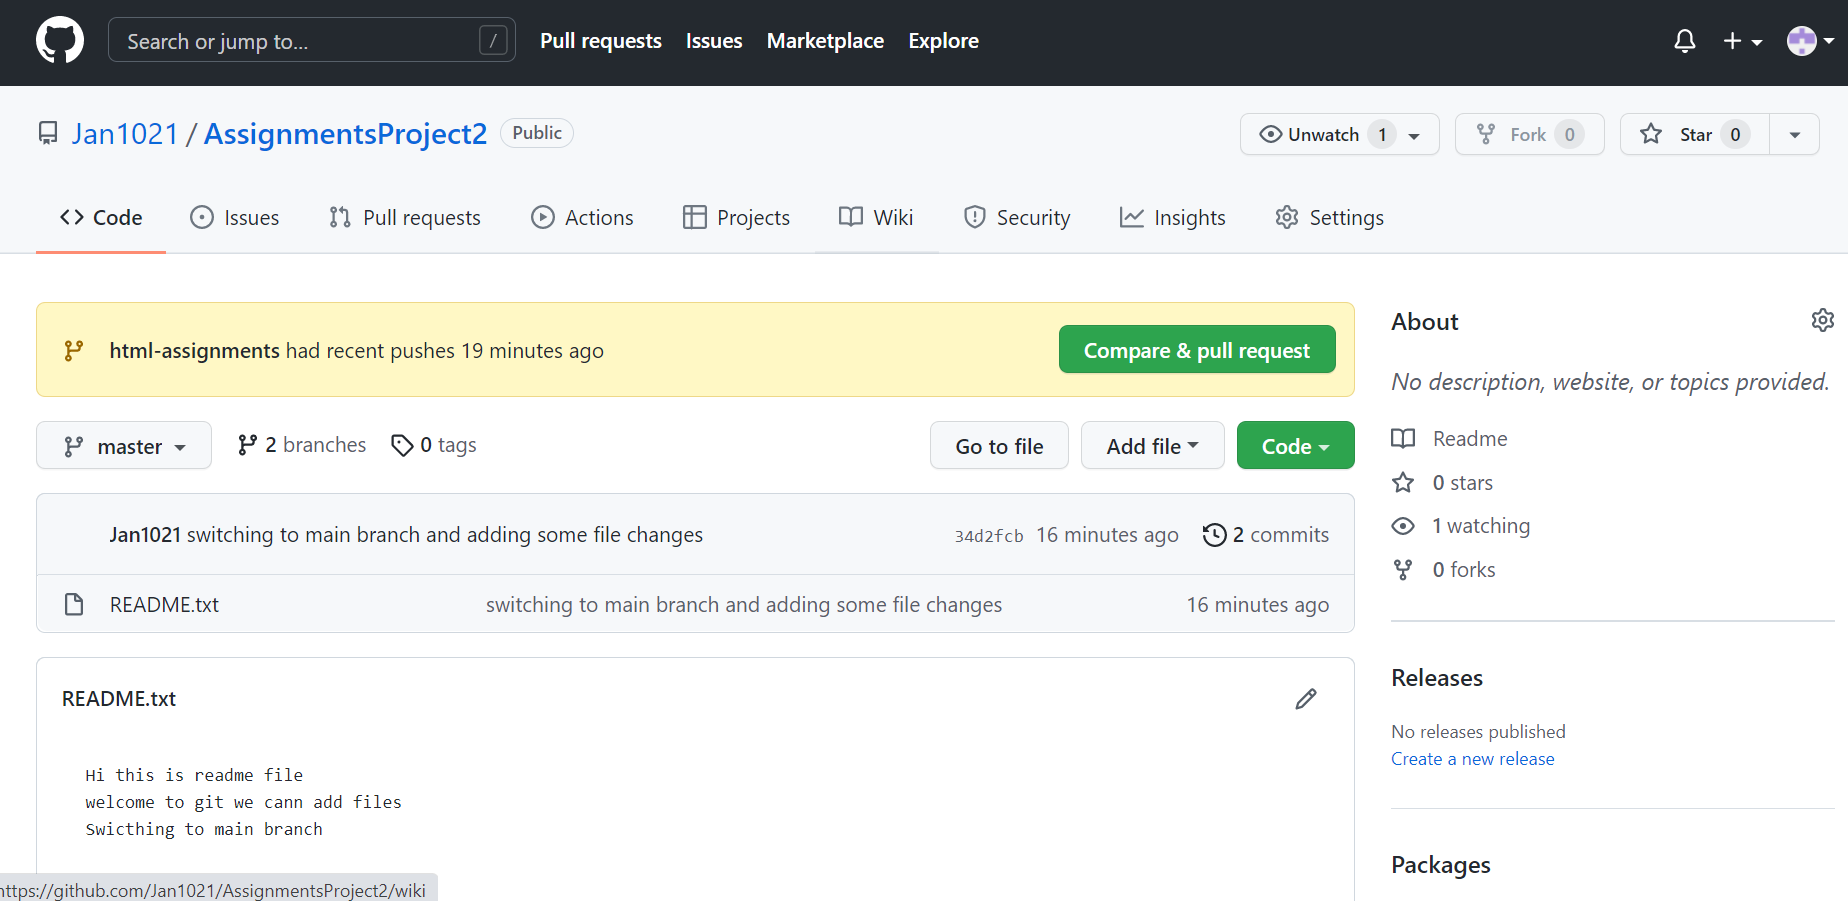 Search or jump to... /
Pull requests Issues Marketplace Explore
Jan1021 / AssignmentsProject2 Public
Unwatch 1 Fork 0 Star 0
Code Issues Pull requests Actions Projects Wiki Security Insights Settings
html-assignments had recent pushes 19 minutes ago Compare & pull request
master 2 branches 0 tags Go to file Add file Code
Jan1021 switching to main branch and adding some file changes 34d2fcb 16 minutes ago 2 commits
README.txt switching to main branch and adding some file changes 16 minutes ago
README.txt
Hi this is readme file
welcome to git we cann add files
Swicthing to main branch
About
No description, website, or topics provided.
Readme
0 stars
1 watching
0 forks
Releases
No releases published
Create a new release
Packages
https://github.com/Jan1021/AssignmentsProject2/wiki